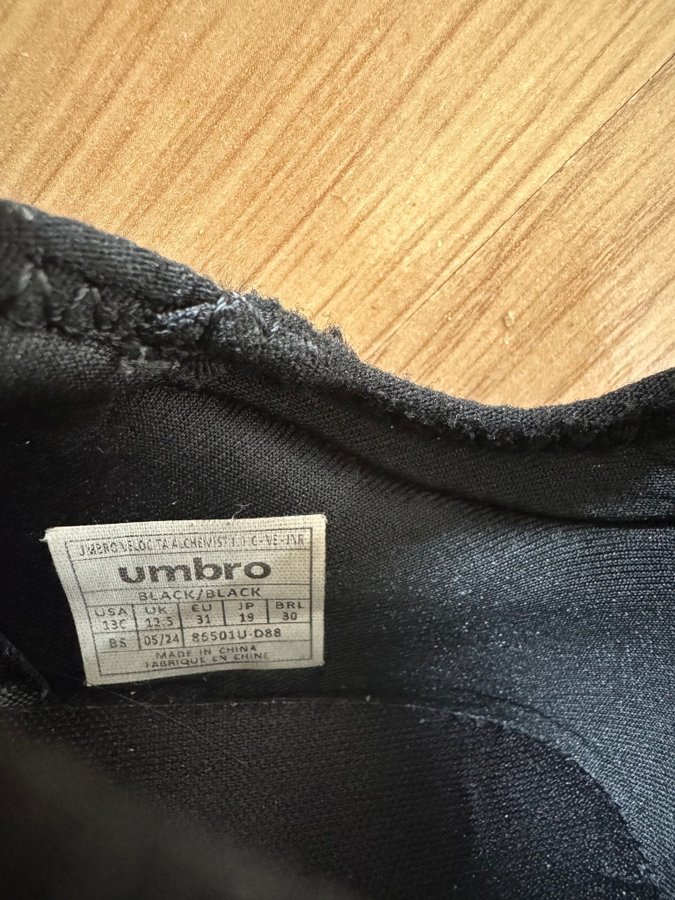 UMBRO VELOCITA ALCHEMIST
umbro
BLACK/BLACK
USA UK EU JP BRL
13C 12.5 31 19 30
BS 05/24 86501U-D88
MADE IN CHINA
FABRIQUE EN CHINE